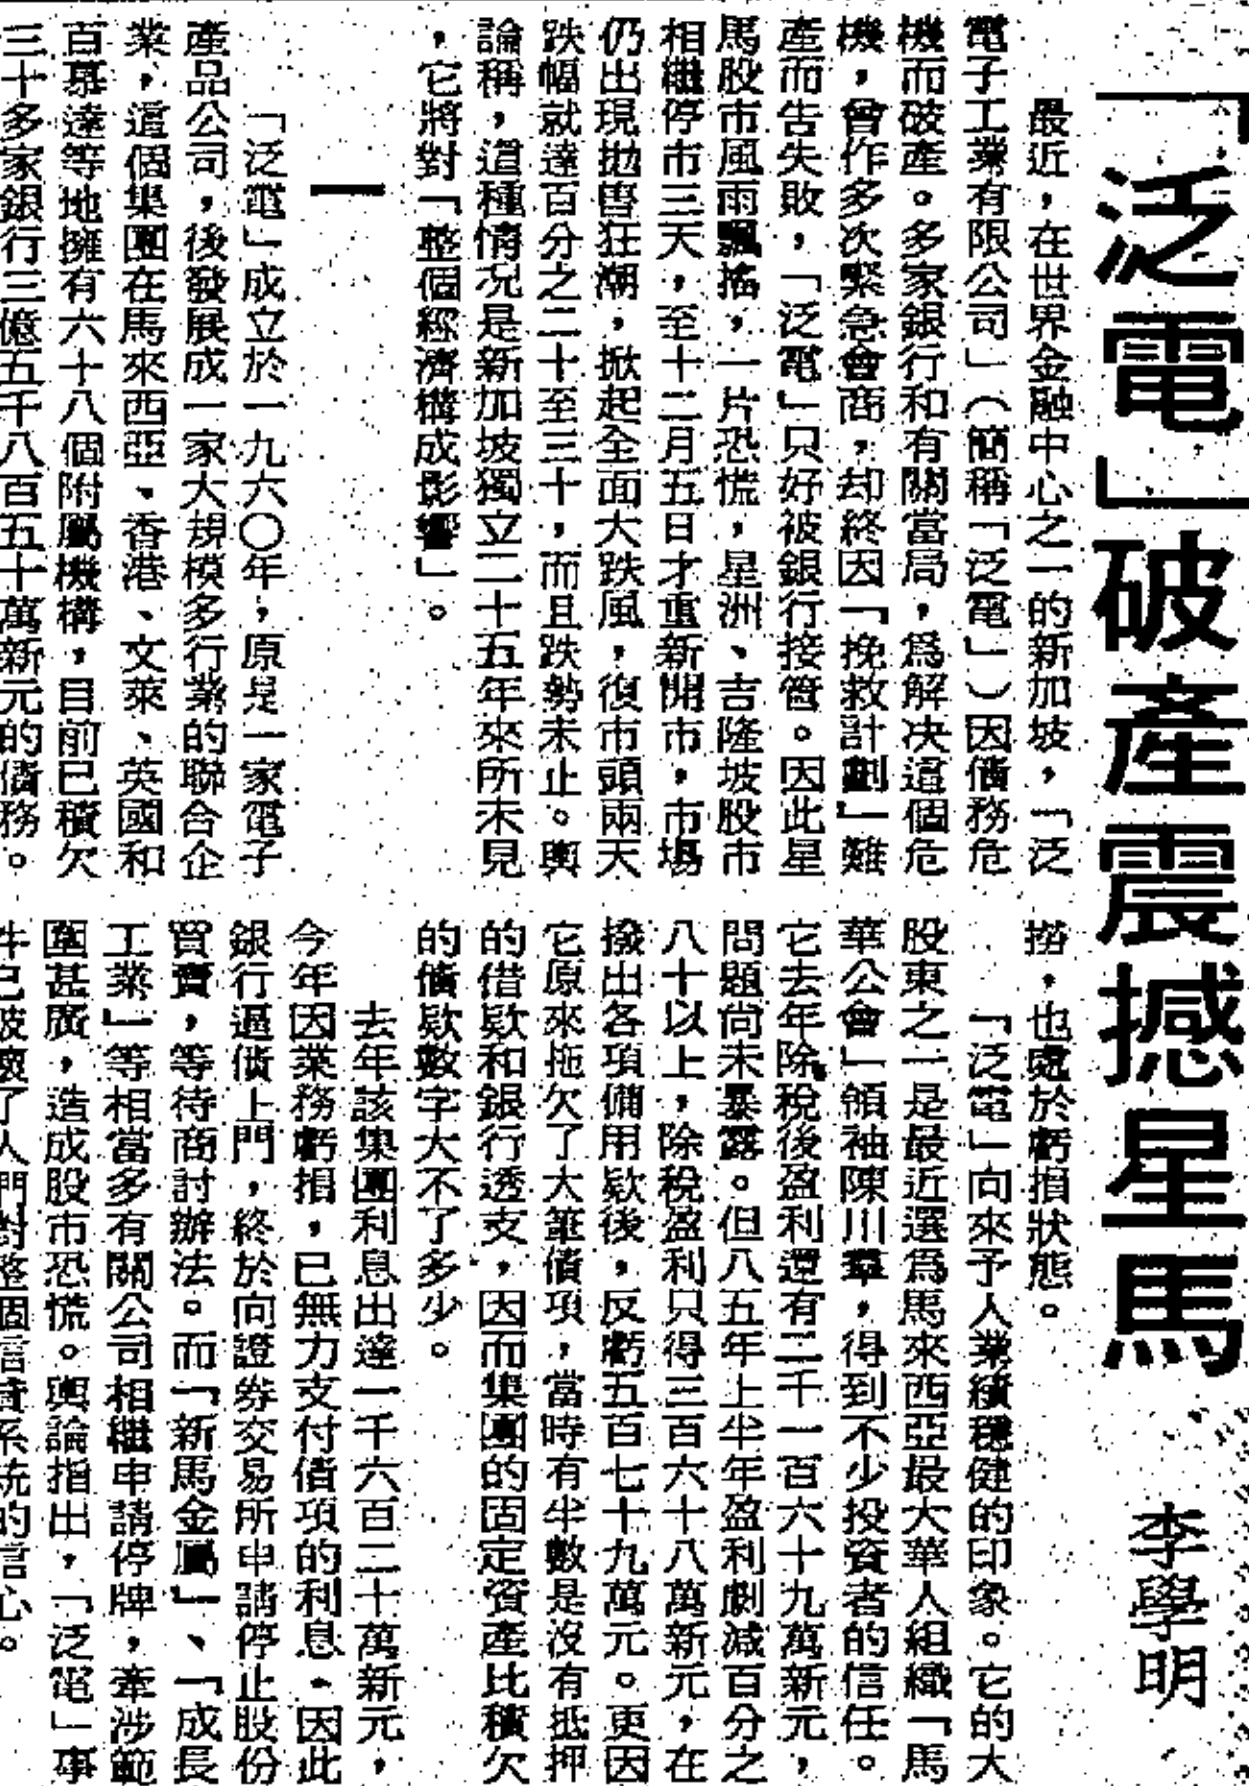 「泛電」破產震撼星馬
李學明
最近，在世界金融中心之一的新加坡，「泛
電子工業有限公司」（簡稱「泛電」）因債務危
機而破產。多家銀行和有關當局，爲解决這個危
機，曾作多次緊急會商，却終因「挽救計劃」難
產而告失敗，「泛電」只好被銀行接管。因此星
馬股市風雨飄搖，一片恐慌，星洲、吉隆坡股市
相繼停市三天，至十二月五日才重新開市，市場
仍出現拋售狂潮，掀起全面大跌風，復市頭兩天
跌幅就達百分之二十至三十，而且跌勢未止。輿
論稱，這種情况是新加坡獨立二十五年來所未見
，它將對「整個經濟構成影響」。
一
「泛電」成立於一九六〇年，原是一家電子
產品公司，後發展成一家大規模多行業的聯合企
業，這個集團在馬來西亞、香港、文萊、英國和
百慕達等地擁有六十八個附屬機構，目前已積欠
三十多家銀行三億五千八百五十萬新元的債務。
撈，也處於虧損狀態。
「泛電」向來予人業績穩健的印象。它的大
股東之一是最近選爲馬來西亞最大華人組織「馬
華公會」領袖陳川羣，得到不少投資者的信任。
它去年除稅後盈利還有二千一百六十九萬新元，
問題尚未暴露。但八五年上半年盈利劇減百分之
八十以上，除稅盈利只得三百六十八萬新元，在
撥出各項備用欵後，反虧五百七十九萬元。更因
它原來拖欠了大筆債項，當時有半數是沒有抵押
的借欵和銀行透支，因而集團的固定資產比積欠
的債欵數字大不了多少。
去年該集團利息出達一千六百二十萬新元，
今年因業務虧損，已無力支付債項的利息。因此
銀行逼債上門，終於向證券交易所申請停止股份
買賣，等待商討辦法。而「新馬金屬」、「成長
工業」等相當多有關公司相繼申請停牌，牽涉範
圍甚廣，造成股市恐慌。輿論指出，「泛電」事
件已破壞了人們對整個信貸系統的信心。